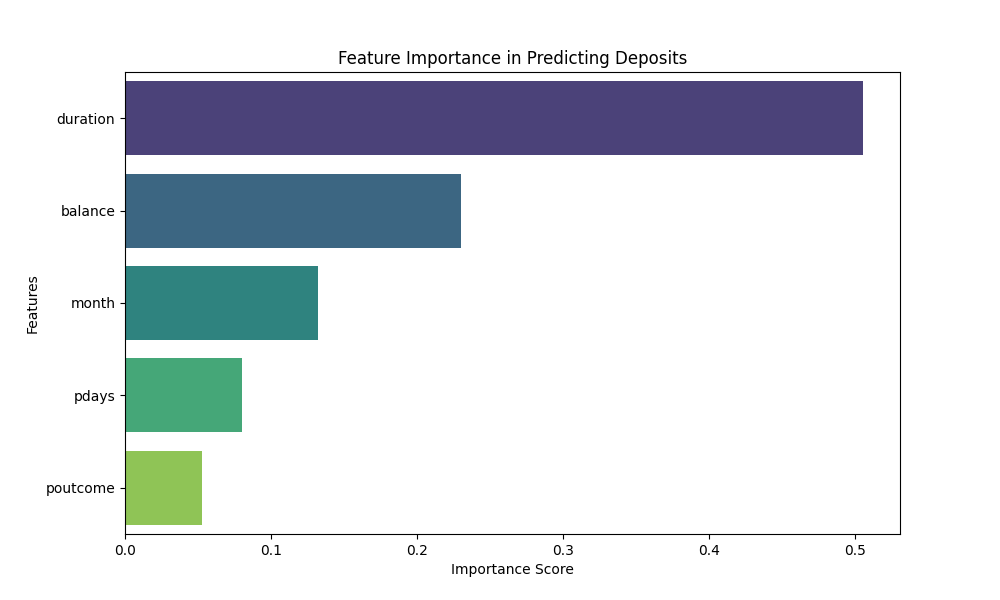 Feature Importance in Predicting Deposits
Features
duration
balance
month
pdays
poutcome
0.0 0.1 0.2 0.3 0.4 0.5
Importance Score